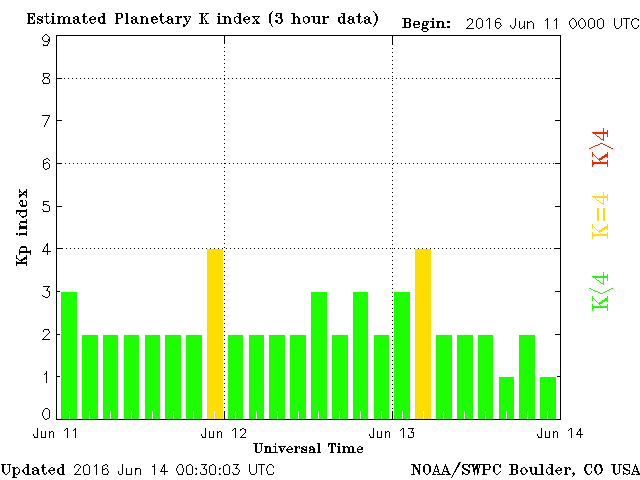 Estimated Planetary K index (3 hour data) Begin: 2016 Jun 11 0000 UTC
9
8
7
6
5
4
3
2
1
0
Kp index
K>4
K=4
K<4
Jun 11 Jun 12 Jun 13 Jun 14
Universal Time
Updated 2016 Jun 14 00:30:03 UTC NOAA/SWPC Boulder, CO USA